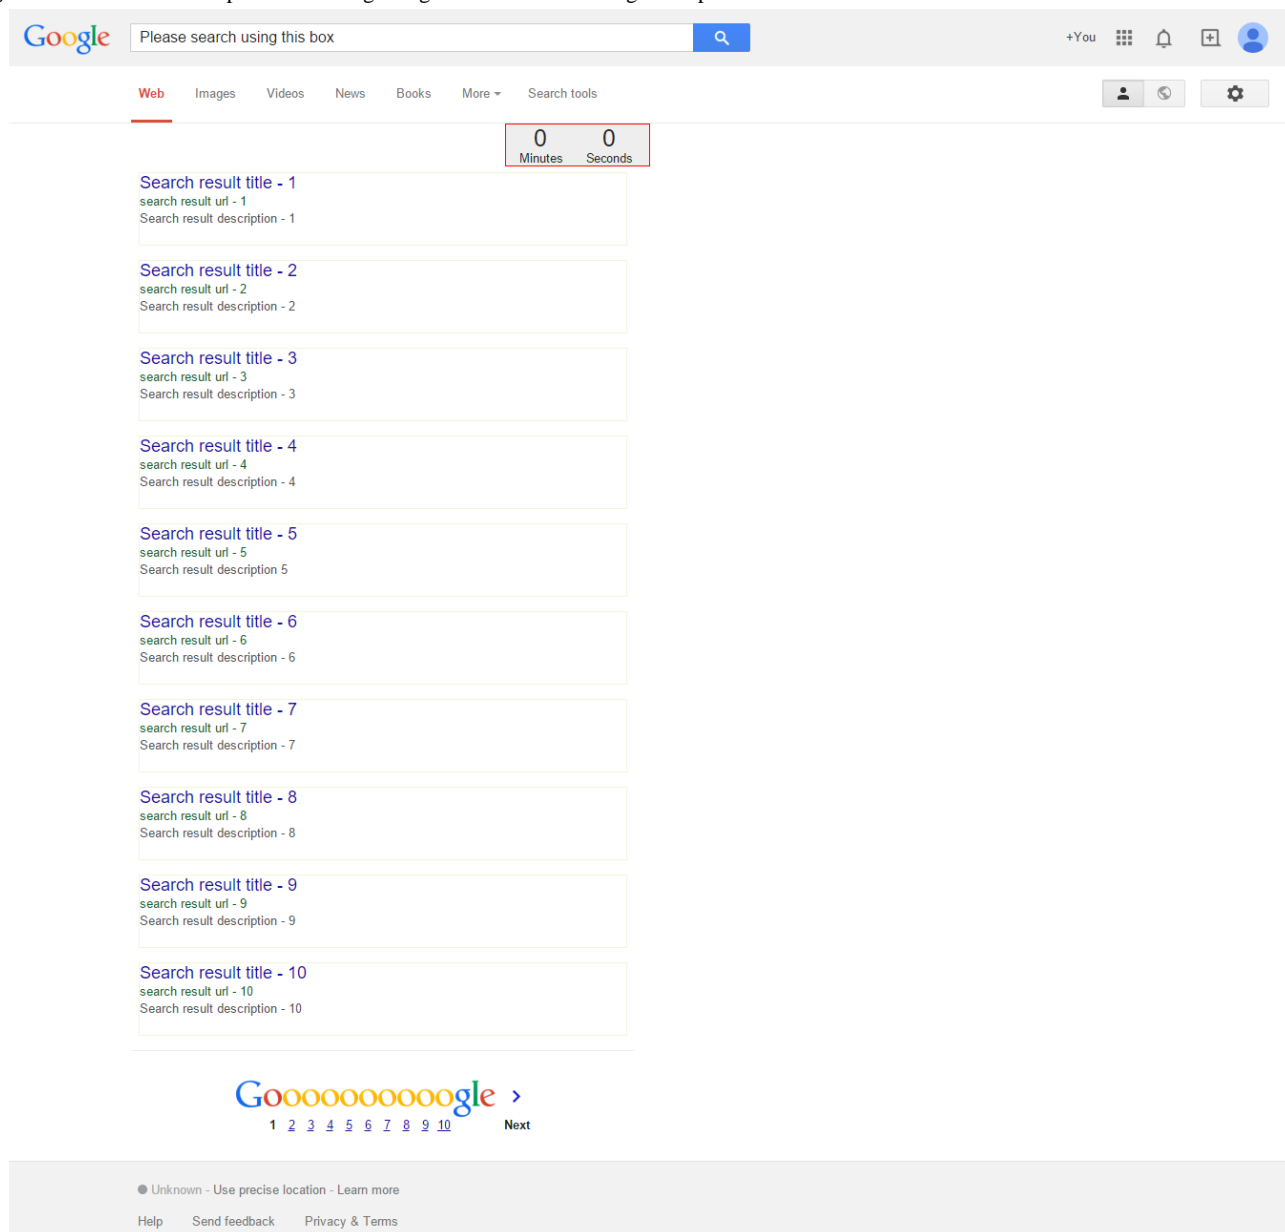 Google Please search using this box +You
Web Images Videos News Books More Search tools
0 0
Minutes Seconds
Search result title - 1
search result url - 1
Search result description - 1
Search result title - 2
search result url - 2
Search result description - 2
Search result title - 3
search result url - 3
Search result description - 3
Search result title - 4
search result url - 4
Search result description - 4
Search result title - 5
search result url - 5
Search result description 5
Search result title - 6
search result url - 6
Search result description - 6
Search result title - 7
search result url - 7
Search result description - 7
Search result title - 8
search result url - 8
Search result description - 8
Search result title - 9
search result url - 9
Search result description - 9
Search result title - 10
search result url - 10
Search result description - 10
Goooooooooogle
1 2 3 4 5 6 7 8 9 10 Next
Unknown - Use precise location - Learn more
Help Send feedback Privacy & Terms